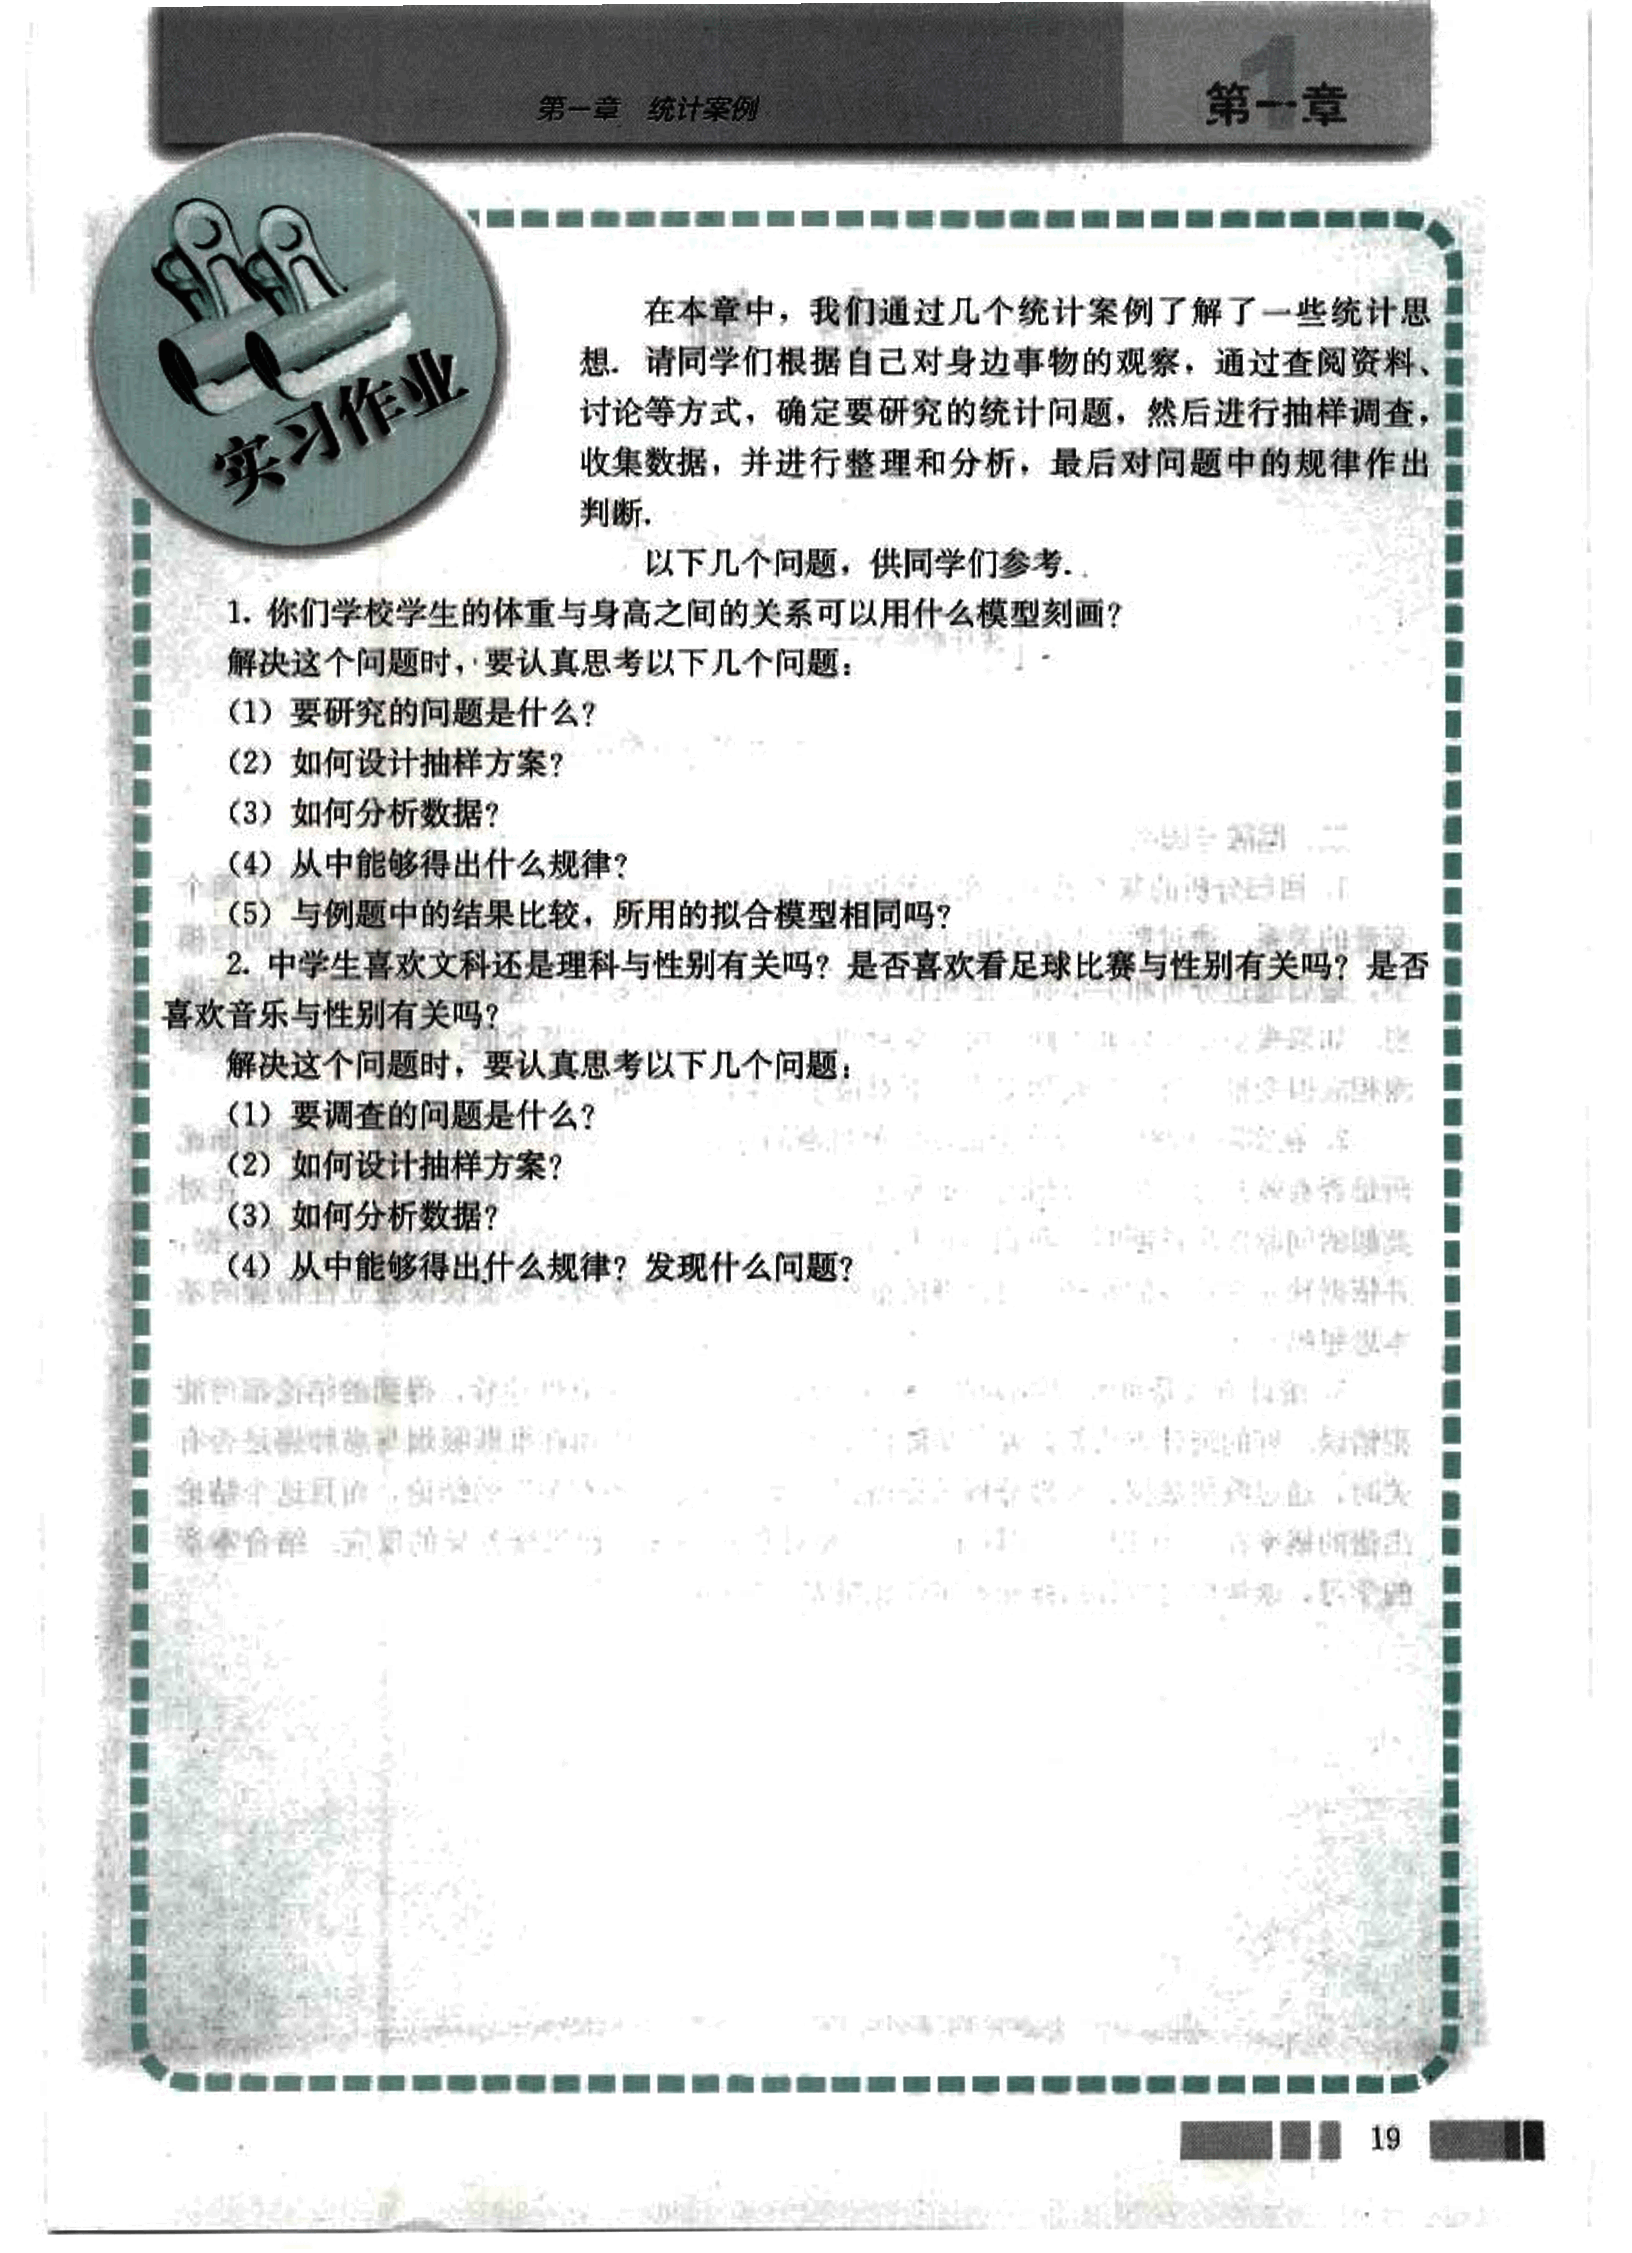 第一章 统计案例
第一章
实习作业
在本章中，我们通过几个统计案例了解了一些统计思
想. 请同学们根据自己对身边事物的观察，通过查阅资料、
讨论等方式，确定要研究的统计问题，然后进行抽样调查，
收集数据，并进行整理和分析，最后对问题中的规律作出
判断.
以下几个问题，供同学们参考.
1. 你们学校学生的体重与身高之间的关系可以用什么模型刻画？
解决这个问题时，要认真思考以下几个问题：
（1）要研究的问题是什么？
（2）如何设计抽样方案？
（3）如何分析数据？
（4）从中能够得出什么规律？
（5）与例题中的结果比较，所用的拟合模型相同吗？
2. 中学生喜欢文科还是理科与性别有关吗？是否喜欢看足球比赛与性别有关吗？是否
喜欢音乐与性别有关吗？
解决这个问题时，要认真思考以下几个问题：
（1）要调查的问题是什么？
（2）如何设计抽样方案？
（3）如何分析数据？
（4）从中能够得出什么规律？发现什么问题？
19